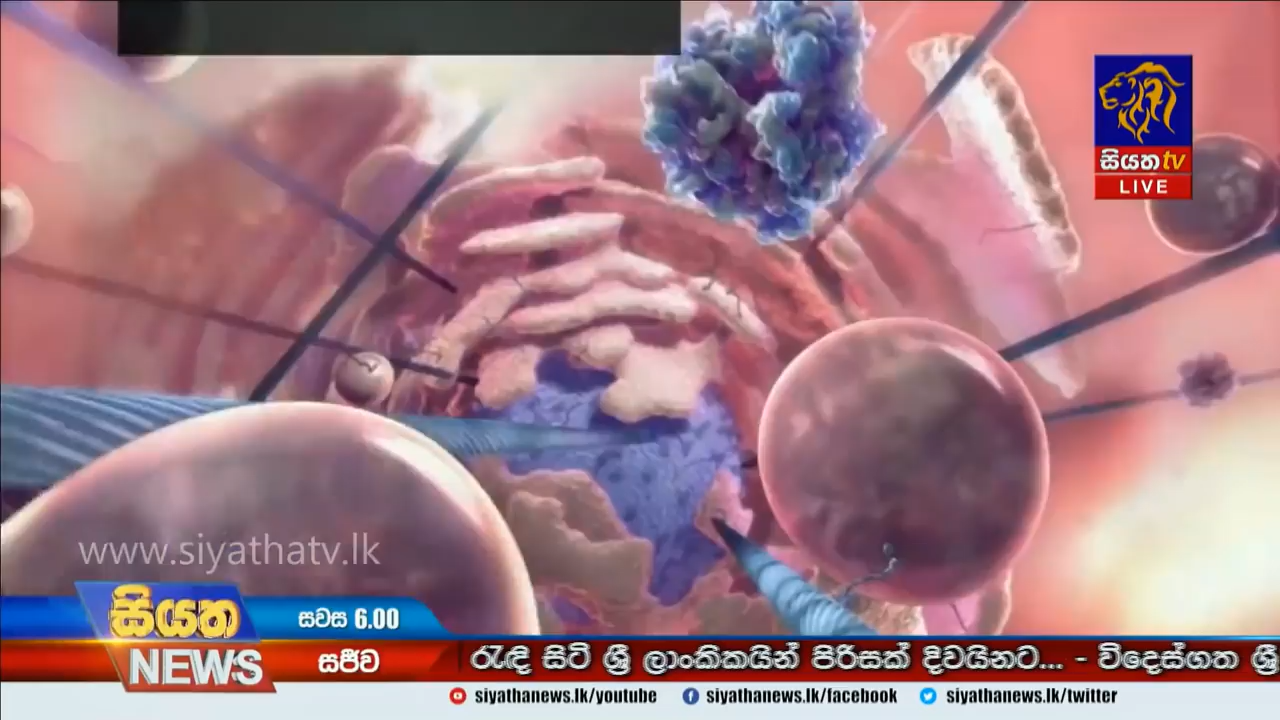 සියත tv
LIVE
www.siyathatv.lk
සියත
NEWS
සවස 6.00
සජීව
රැඳි සිටි ශ්‍රී ලාංකිකයින් පිරිසක් දිවයිනට... - විදෙස්ගත ශ්‍රී
siyathanews.lk/youtube
siyathanews.lk/facebook
siyathanews.lk/twitter